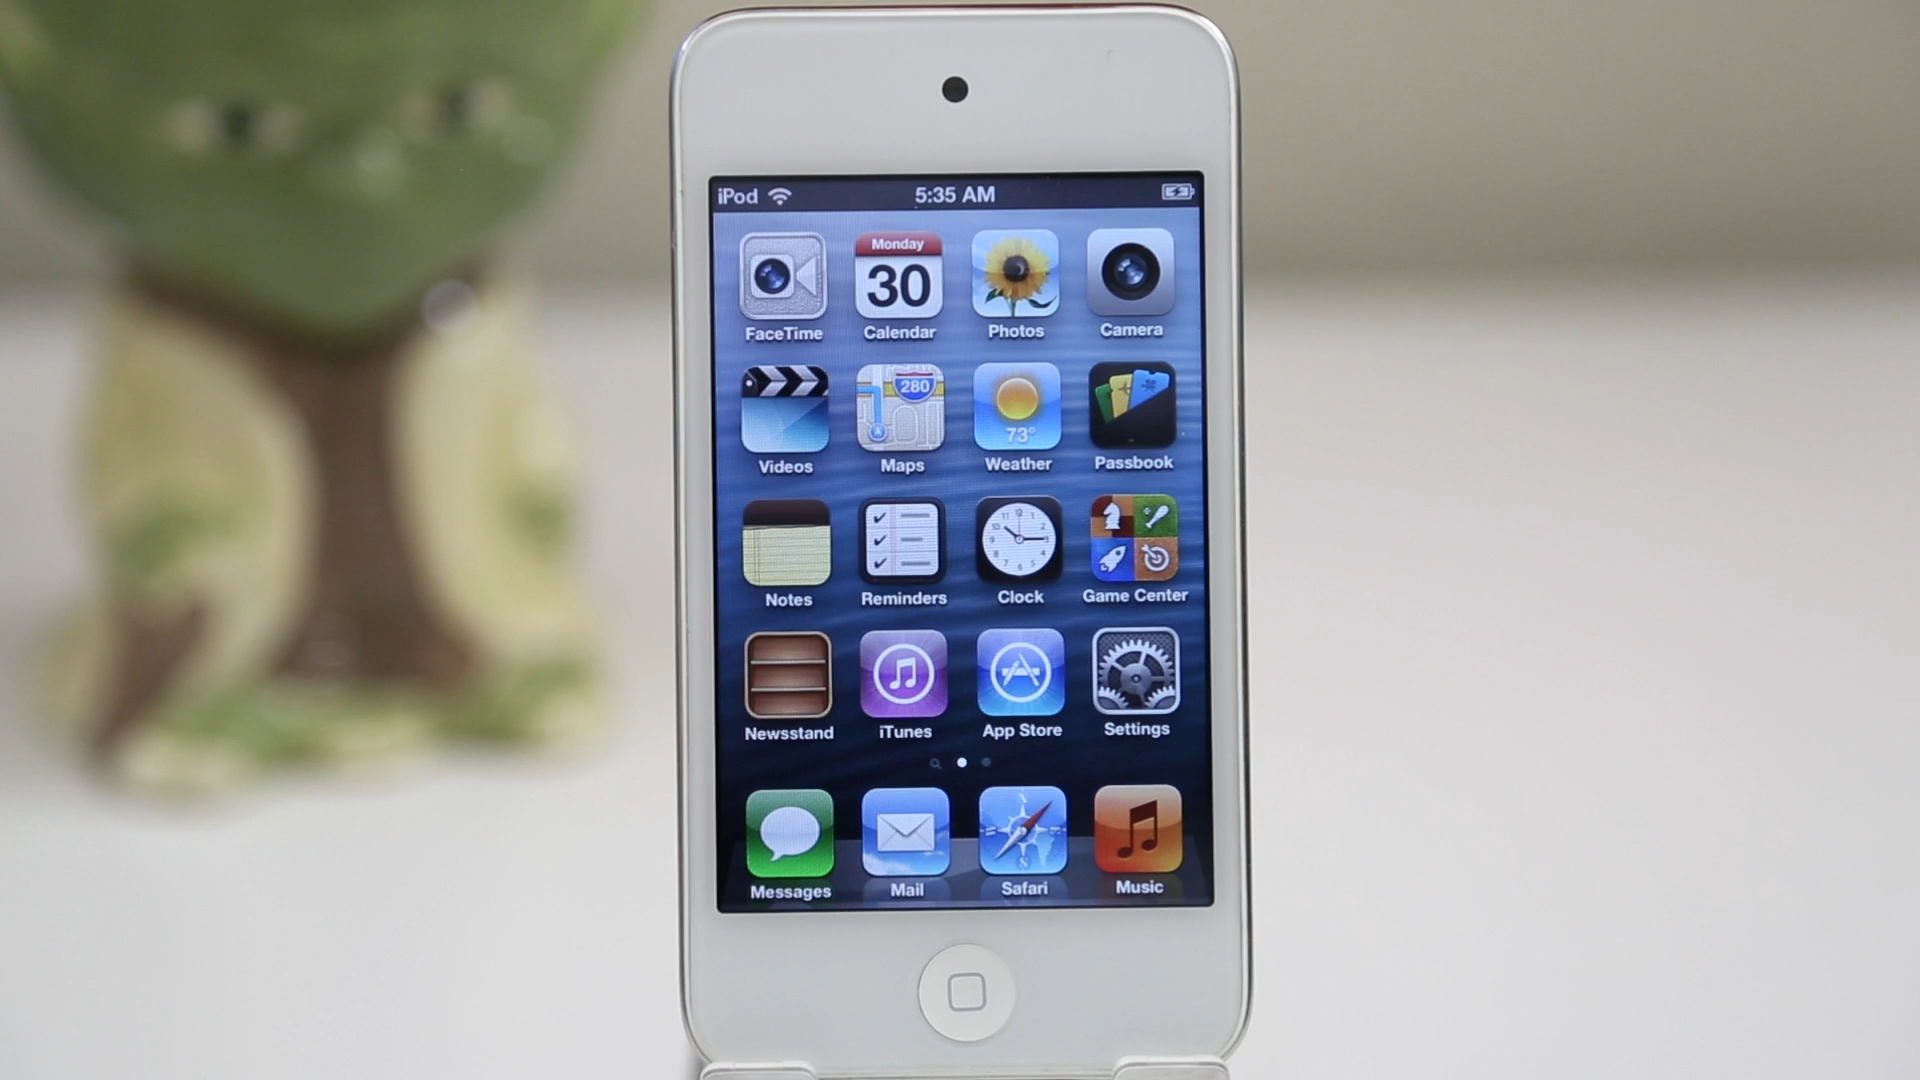 iPod 5:35 AM
Monday
30
FaceTime Calendar Photos Camera
280
73°
Videos Maps Weather Passbook
Notes Reminders Clock Game Center
Newsstand iTunes App Store Settings
Messages Mail Safari Music